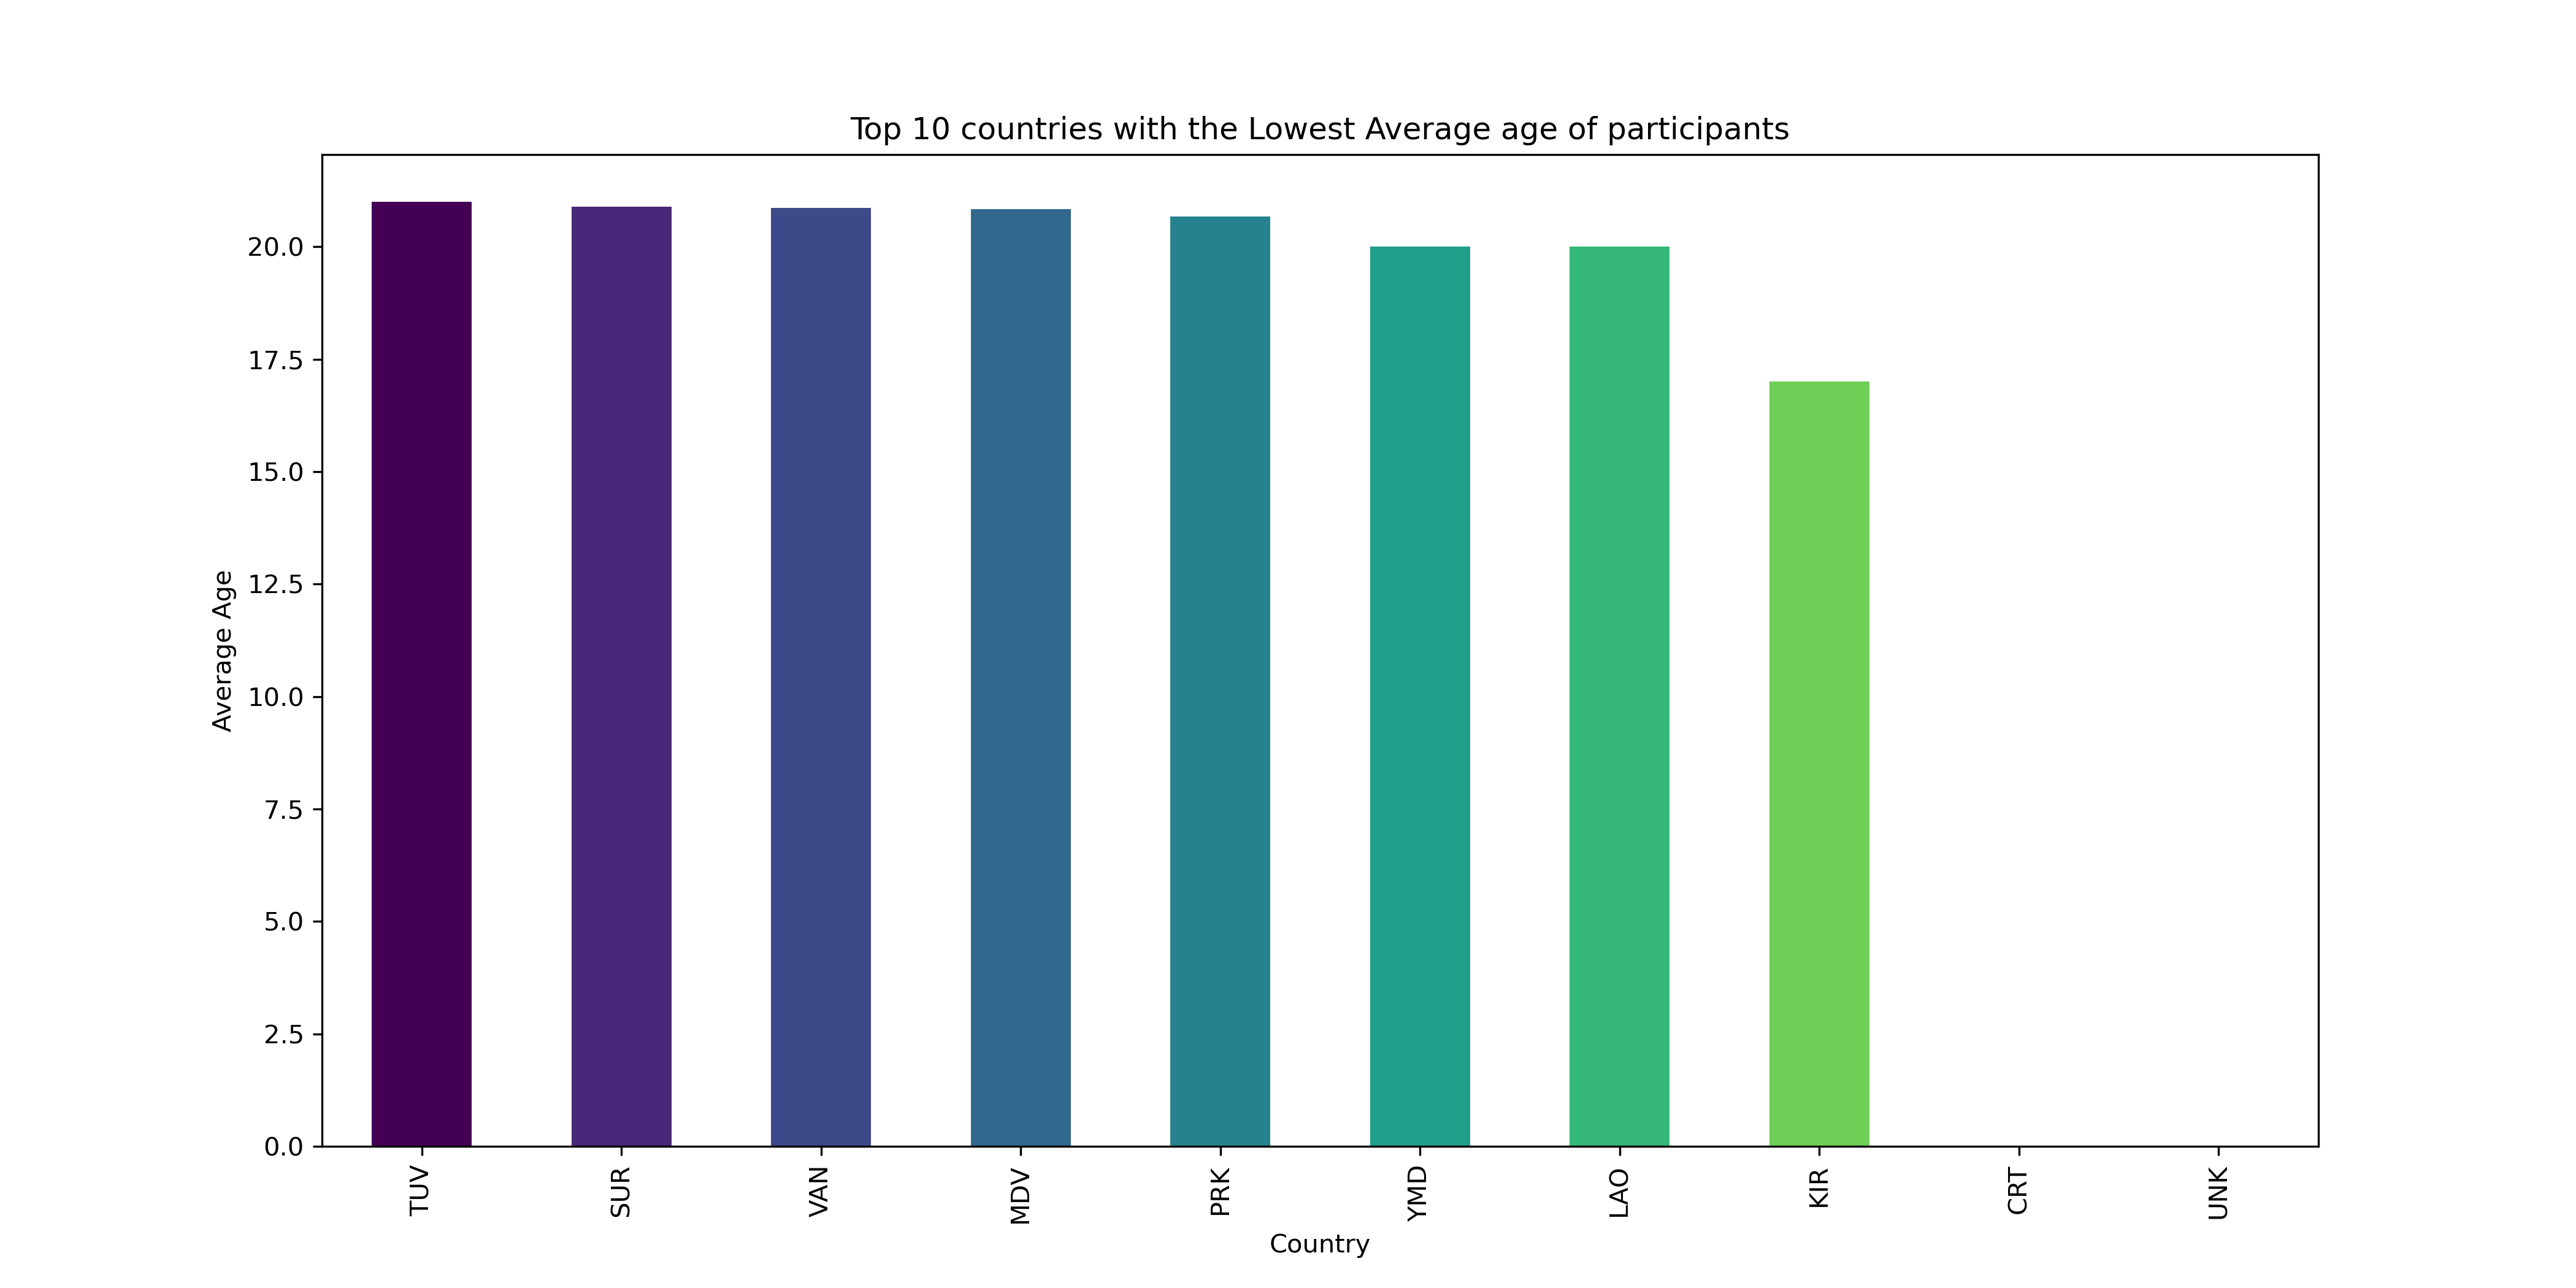 Top 10 countries with the Lowest Average age of participants
Average Age
20.0
17.5
15.0
12.5
10.0
7.5
5.0
2.5
0.0
TUV
SUR
VAN
MDV
PRK
YMD
LAO
KIR
CRT
UNK
Country